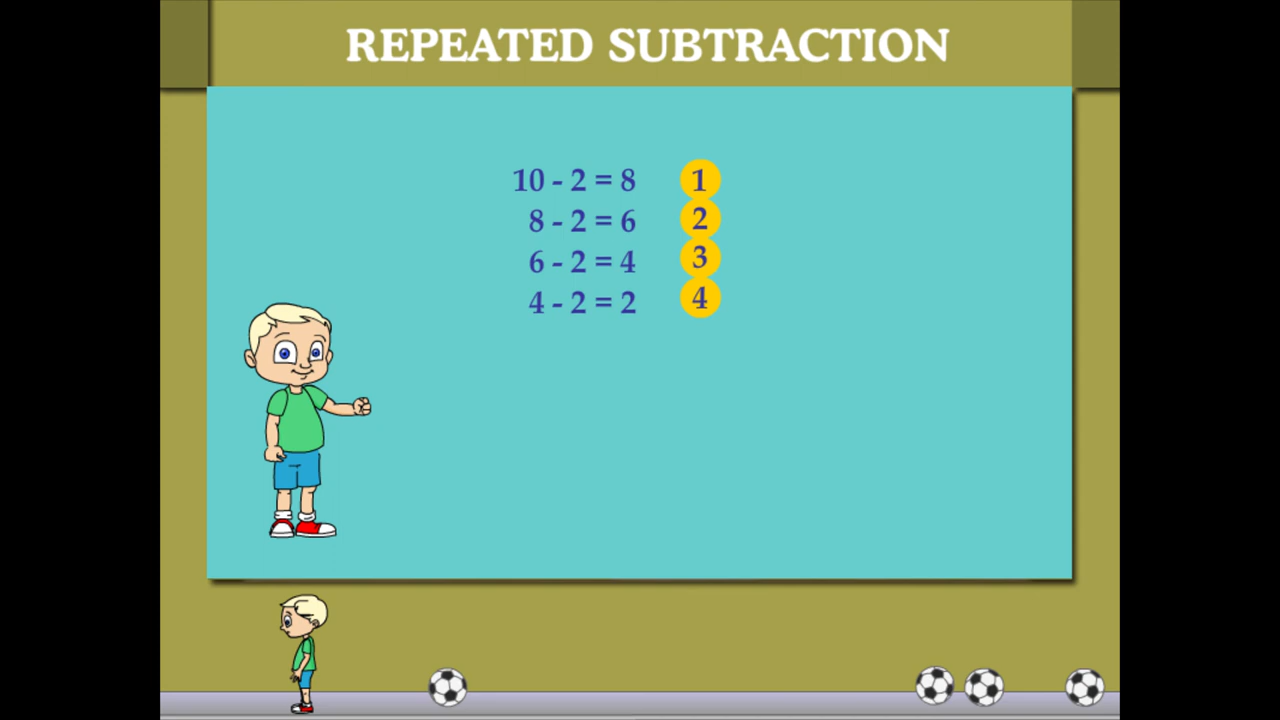 REPEATED SUBTRACTION
10 - 2 = 8 1
8 - 2 = 6 2
6 - 2 = 4 3
4 - 2 = 2 4